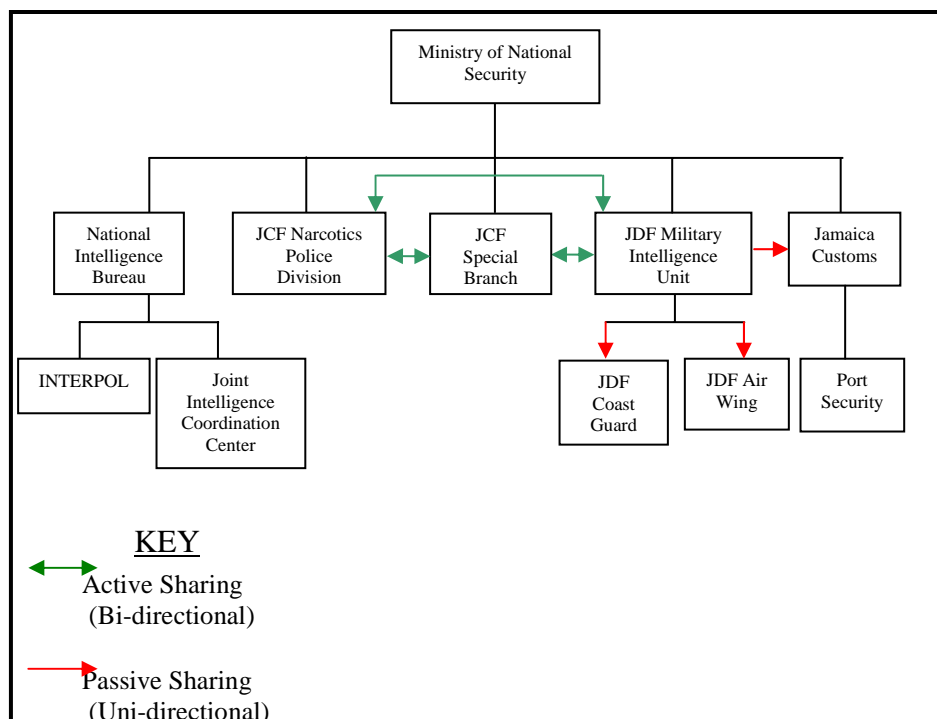 Ministry of National
Security
National
Intelligence
Bureau
JCF Narcotics
Police
Division
JCF
Special
Branch
JDF Military
Intelligence
Unit
Jamaica
Customs
INTERPOL
Joint
Intelligence
Coordination
Center
JDF
Coast
Guard
JDF Air
Wing
Port
Security
KEY
Active Sharing
(Bi-directional)
Passive Sharing
(Uni-directional)